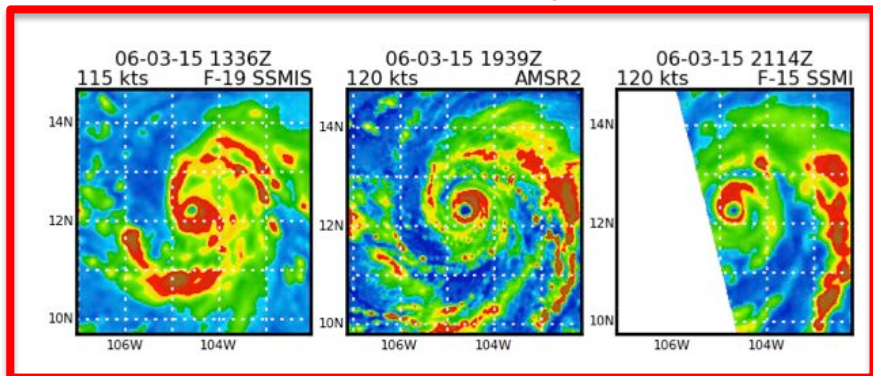 06-03-15 1336Z
115 kts F-19 SSMIS
14N
12N
10N
106W 104W
06-03-15 1939Z
120 kts AMSR2
14N
12N
10N
106W 104W
06-03-15 2114Z
120 kts F-15 SSMI
14N
12N
10N
106W 104W